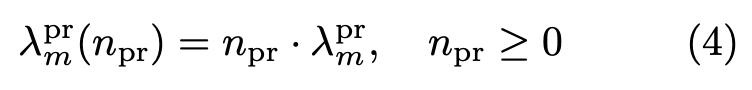 λ_m^pr(n_pr) = n_pr · λ_m^pr, n_pr ≥ 0 (4)